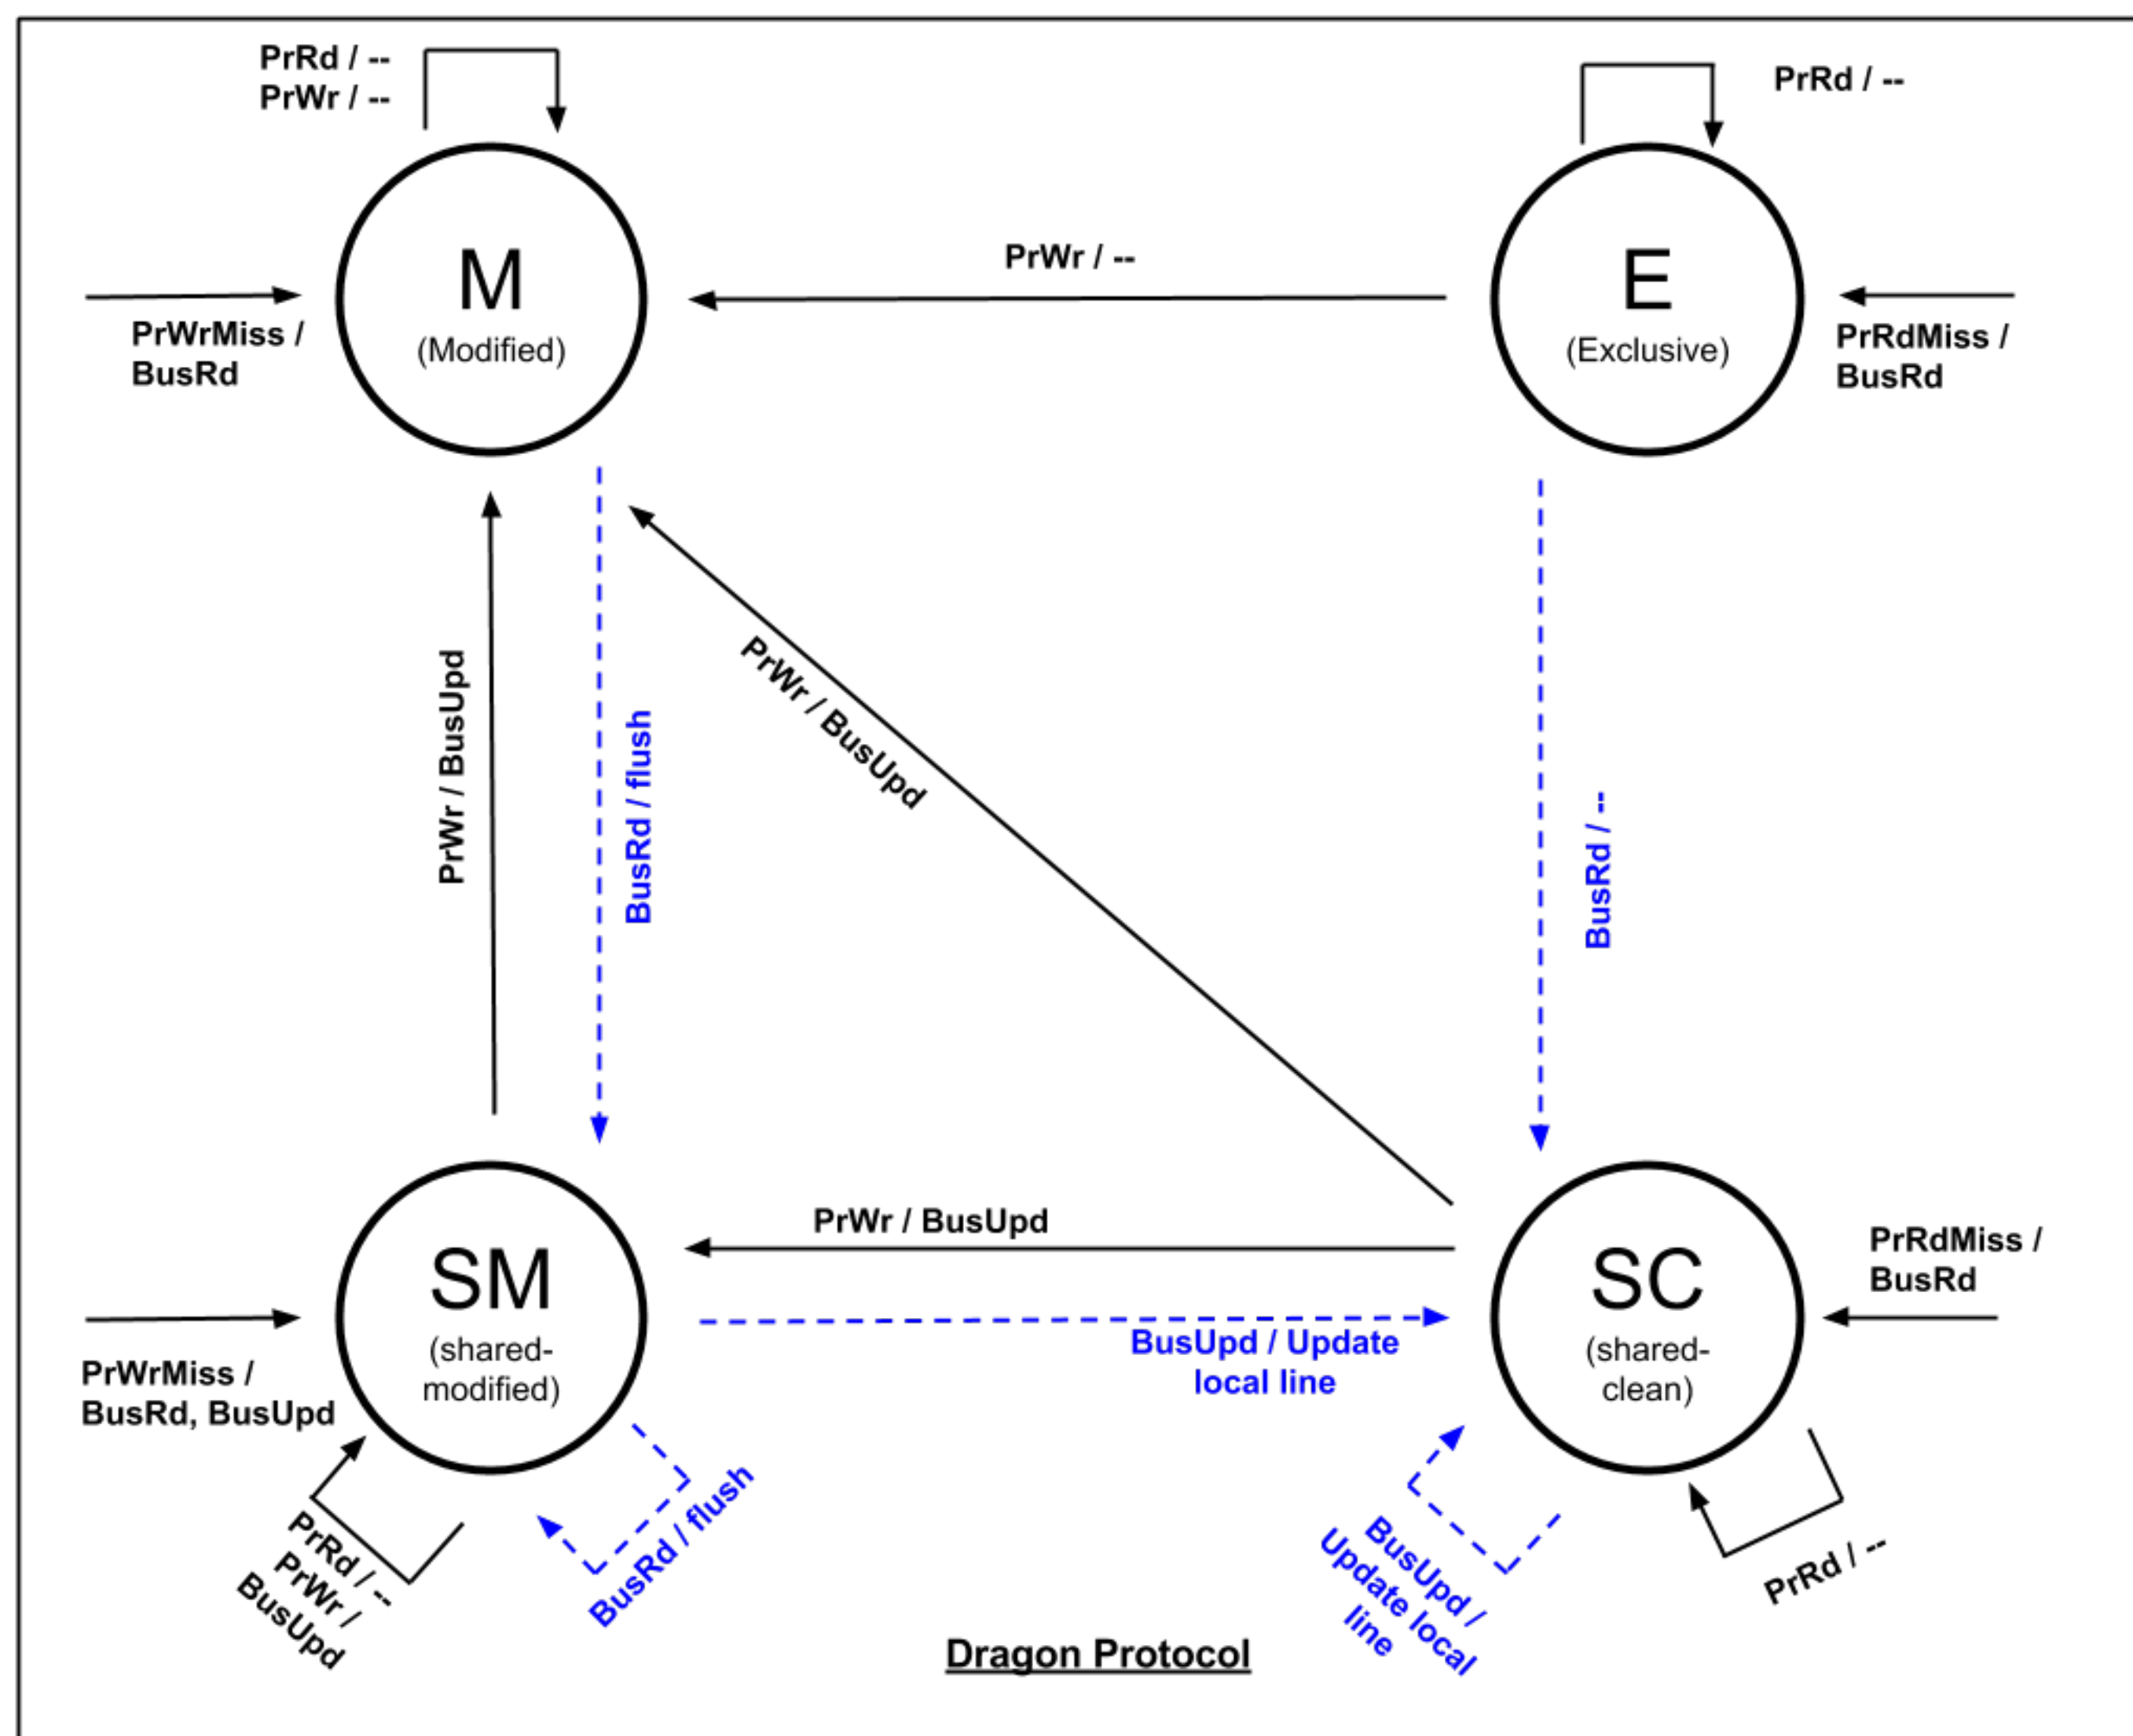 PrRd / --
PrWr / --
PrRd / --
M
(Modified)
E
(Exclusive)
PrWr / --
PrWrMiss /
BusRd
PrRdMiss /
BusRd
PrWr / BusUpd
BusRd / flush
PrWr / BusUpd
BusRd / --
PrWr / BusUpd
SM
(shared-
modified)
SC
(shared-
clean)
PrRdMiss /
BusRd
BusUpd / Update
local line
PrWrMiss /
BusRd, BusUpd
PrRd / --
PrWr /
BusUpd
BusRd / flush
BusUpd /
Update local
line
PrRd / --
Dragon Protocol